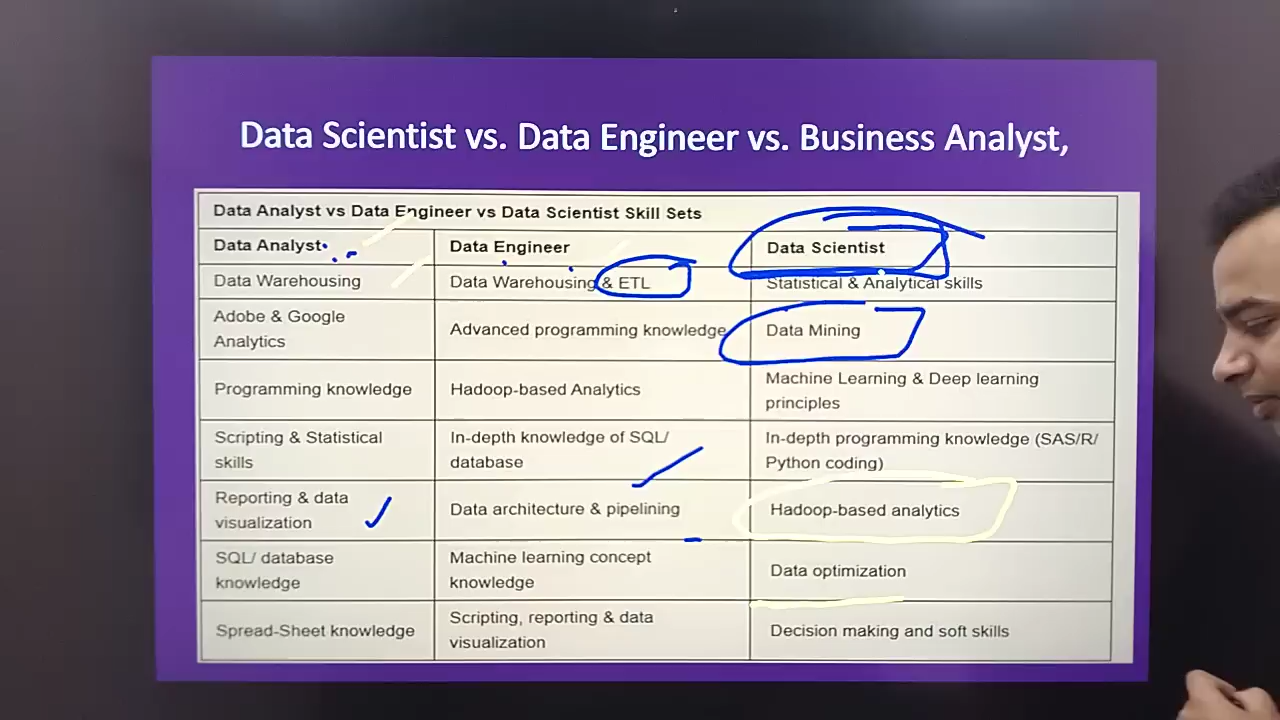 Data Scientist vs. Data Engineer vs. Business Analyst,
Data Analyst vs Data Engineer vs Data Scientist Skill Sets
Data Analyst
Data Engineer
Data Scientist
Data Warehousing
Data Warehousing & ETL
Statistical & Analytical skills
Adobe & Google
Analytics
Advanced programming knowledge
Data Mining
Programming knowledge
Hadoop-based Analytics
Machine Learning & Deep learning
principles
Scripting & Statistical
skills
In-depth knowledge of SQL/
database
In-depth programming knowledge (SAS/R/
Python coding)
Reporting & data
visualization
Data architecture & pipelining
Hadoop-based analytics
SQL/ database
knowledge
Machine learning concept
knowledge
Data optimization
Spread-Sheet knowledge
Scripting, reporting & data
visualization
Decision making and soft skills